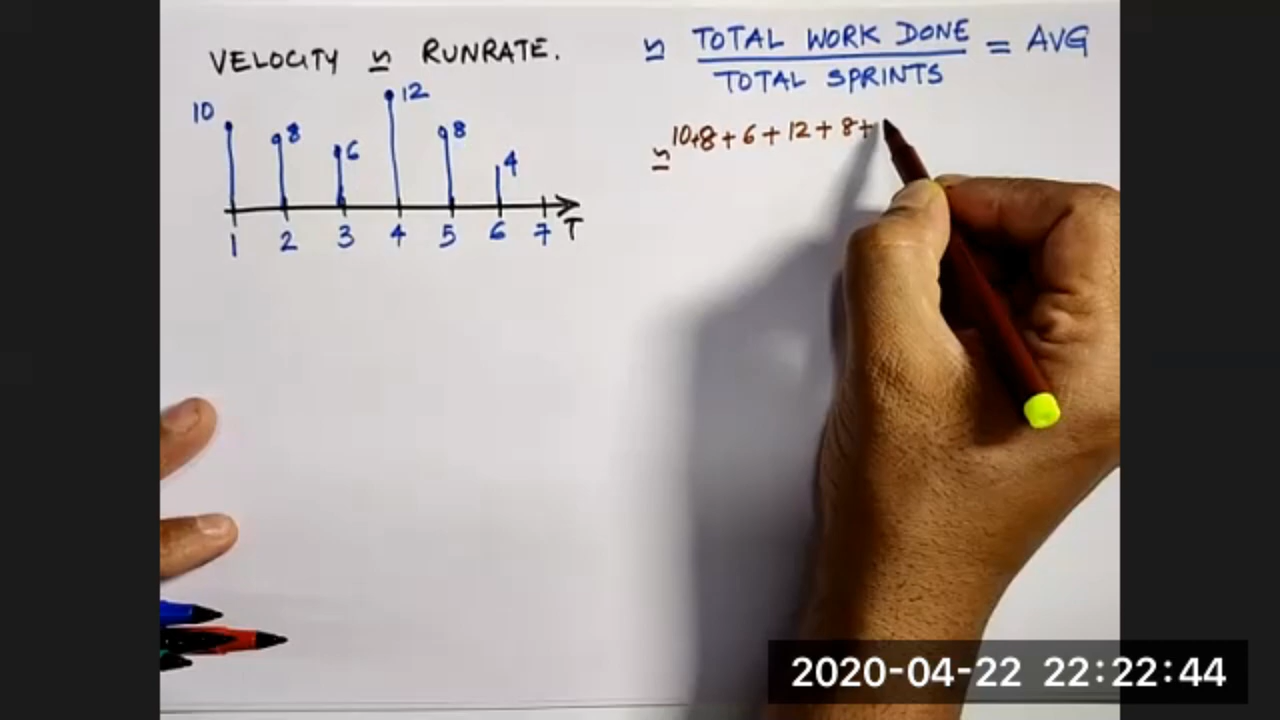 VELOCITY ≃ RUNRATE.
≃ TOTAL WORK DONE = AVG
TOTAL SPRINTS
10 8 6 12 8 4
1 2 3 4 5 6 7 T
≃ 10+8+6+12+8+
2020-04-22 22:22:44